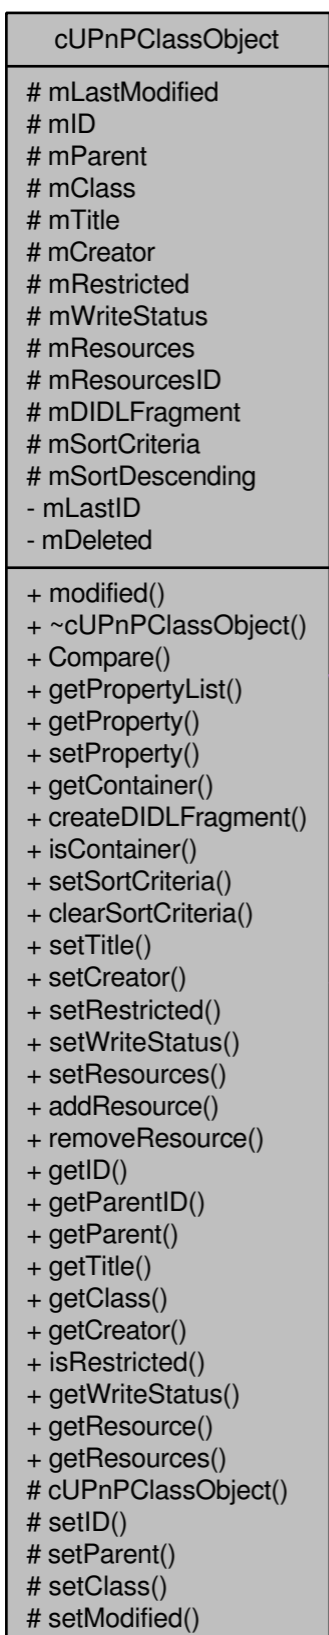 cUPnPClassObject
# mLastModified
# mID
# mParent
# mClass
# mTitle
# mCreator
# mRestricted
# mWriteStatus
# mResources
# mResourcesID
# mDIDLFragment
# mSortCriteria
# mSortDescending
- mLastID
- mDeleted
+ modified()
+ ~cUPnPClassObject()
+ Compare()
+ getPropertyList()
+ getProperty()
+ setProperty()
+ getContainer()
+ createDIDLFragment()
+ isContainer()
+ setSortCriteria()
+ clearSortCriteria()
+ setTitle()
+ setCreator()
+ setRestricted()
+ setWriteStatus()
+ setResources()
+ addResource()
+ removeResource()
+ getID()
+ getParentID()
+ getParent()
+ getTitle()
+ getClass()
+ getCreator()
+ isRestricted()
+ getWriteStatus()
+ getResource()
+ getResources()
# cUPnPClassObject()
# setID()
# setParent()
# setClass()
# setModified()